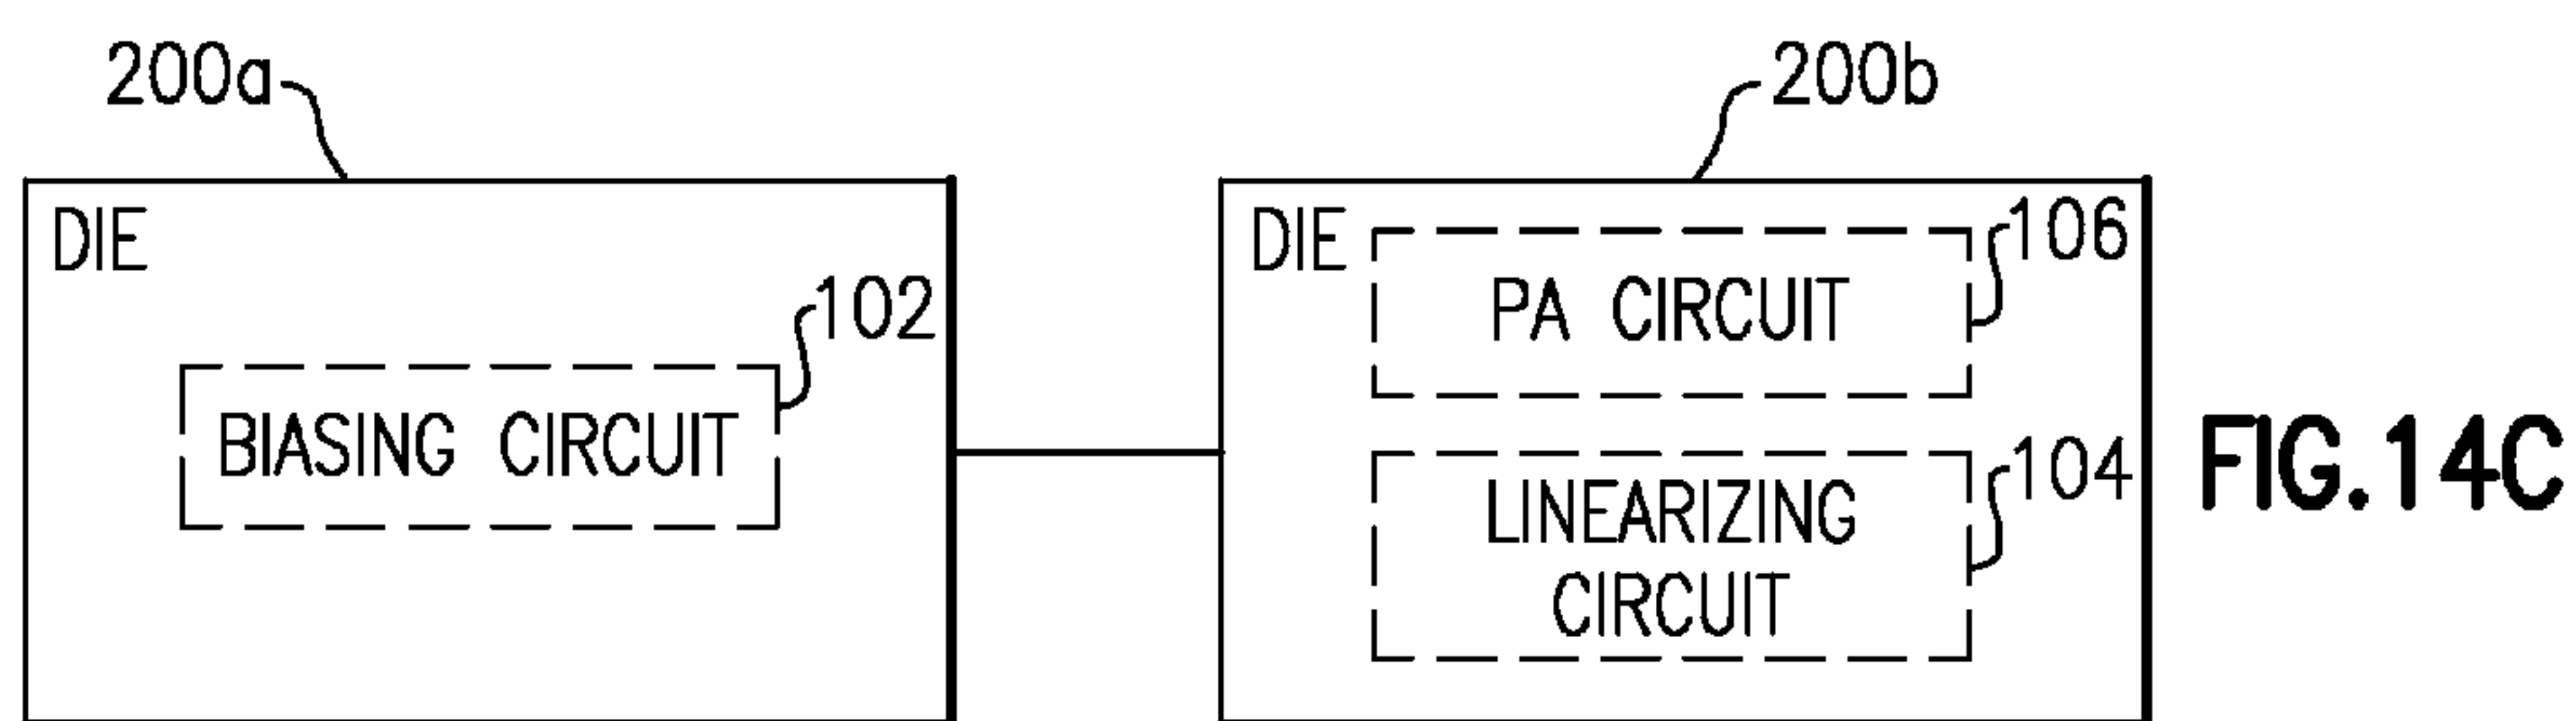 200a
200b
DIE
BIASING CIRCUIT
102
DIE
PA CIRCUIT
106
LINEARIZING
CIRCUIT
104
FIG.14C